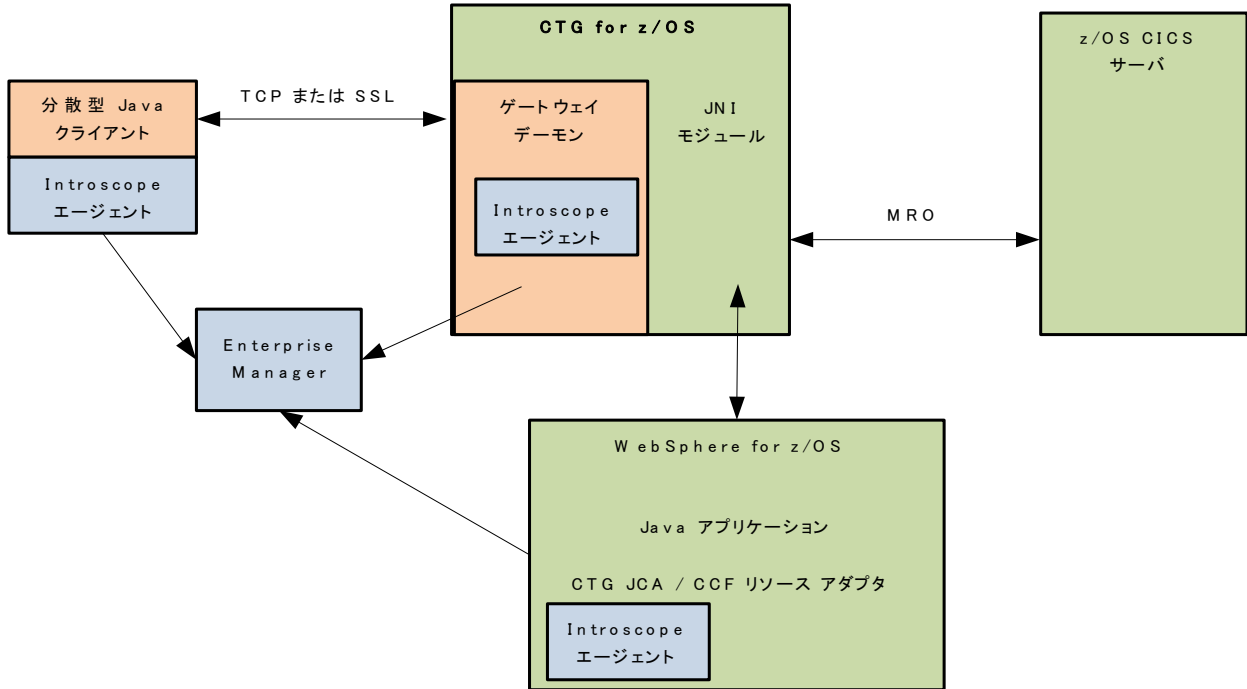 CTG for z/OS
z/OS CICS
サーバ
分散型 Java
クライアント
TCP または SSL
ゲートウェイ
デーモン
JNI
モジュール
Introscope
エージェント
Introscope
エージェント
MRO
Enterprise
Manager
WebSphere for z/OS
Java アプリケーション
CTG JCA / CCF リソース アダプタ
Introscope
エージェント